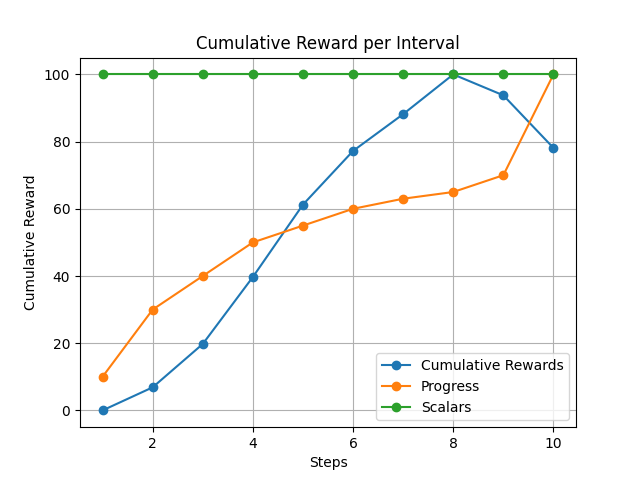 Cumulative Reward per Interval
100
80
60
40
20
0
Cumulative Reward
2 4 6 8 10
Steps
Cumulative Rewards
Progress
Scalars